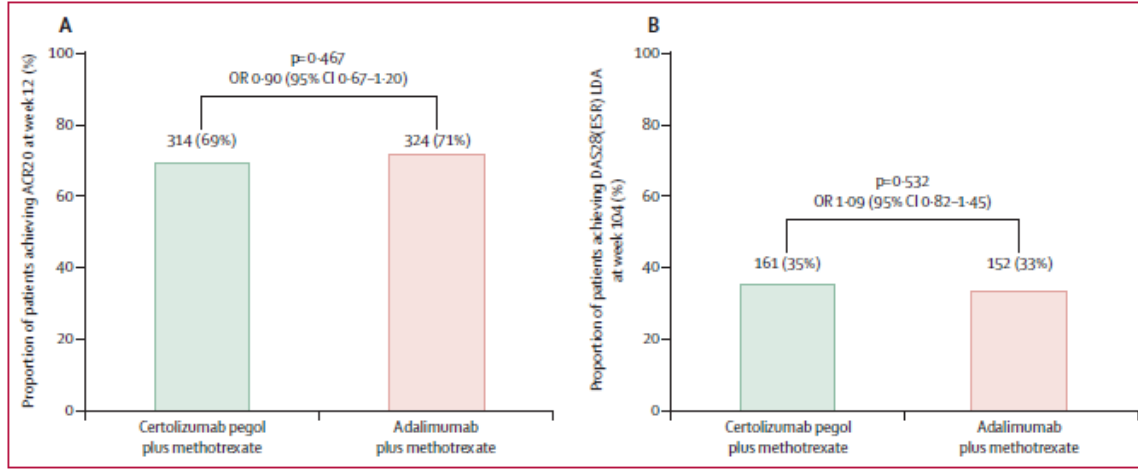 A
Proportion of patients achieving ACR20 at week 12 (%)
100
80
60
40
20
0
p=0·467
OR 0·90 (95% CI 0·67–1·20)
314 (69%)
324 (71%)
Certolizumab pegol
plus methotrexate
Adalimumab
plus methotrexate
B
Proportion of patients achieving DAS28(ESR) LDA
at week 104 (%)
100
80
60
40
20
0
p=0·532
OR 1·09 (95% CI 0·82–1·45)
161 (35%)
152 (33%)
Certolizumab pegol
plus methotrexate
Adalimumab
plus methotrexate